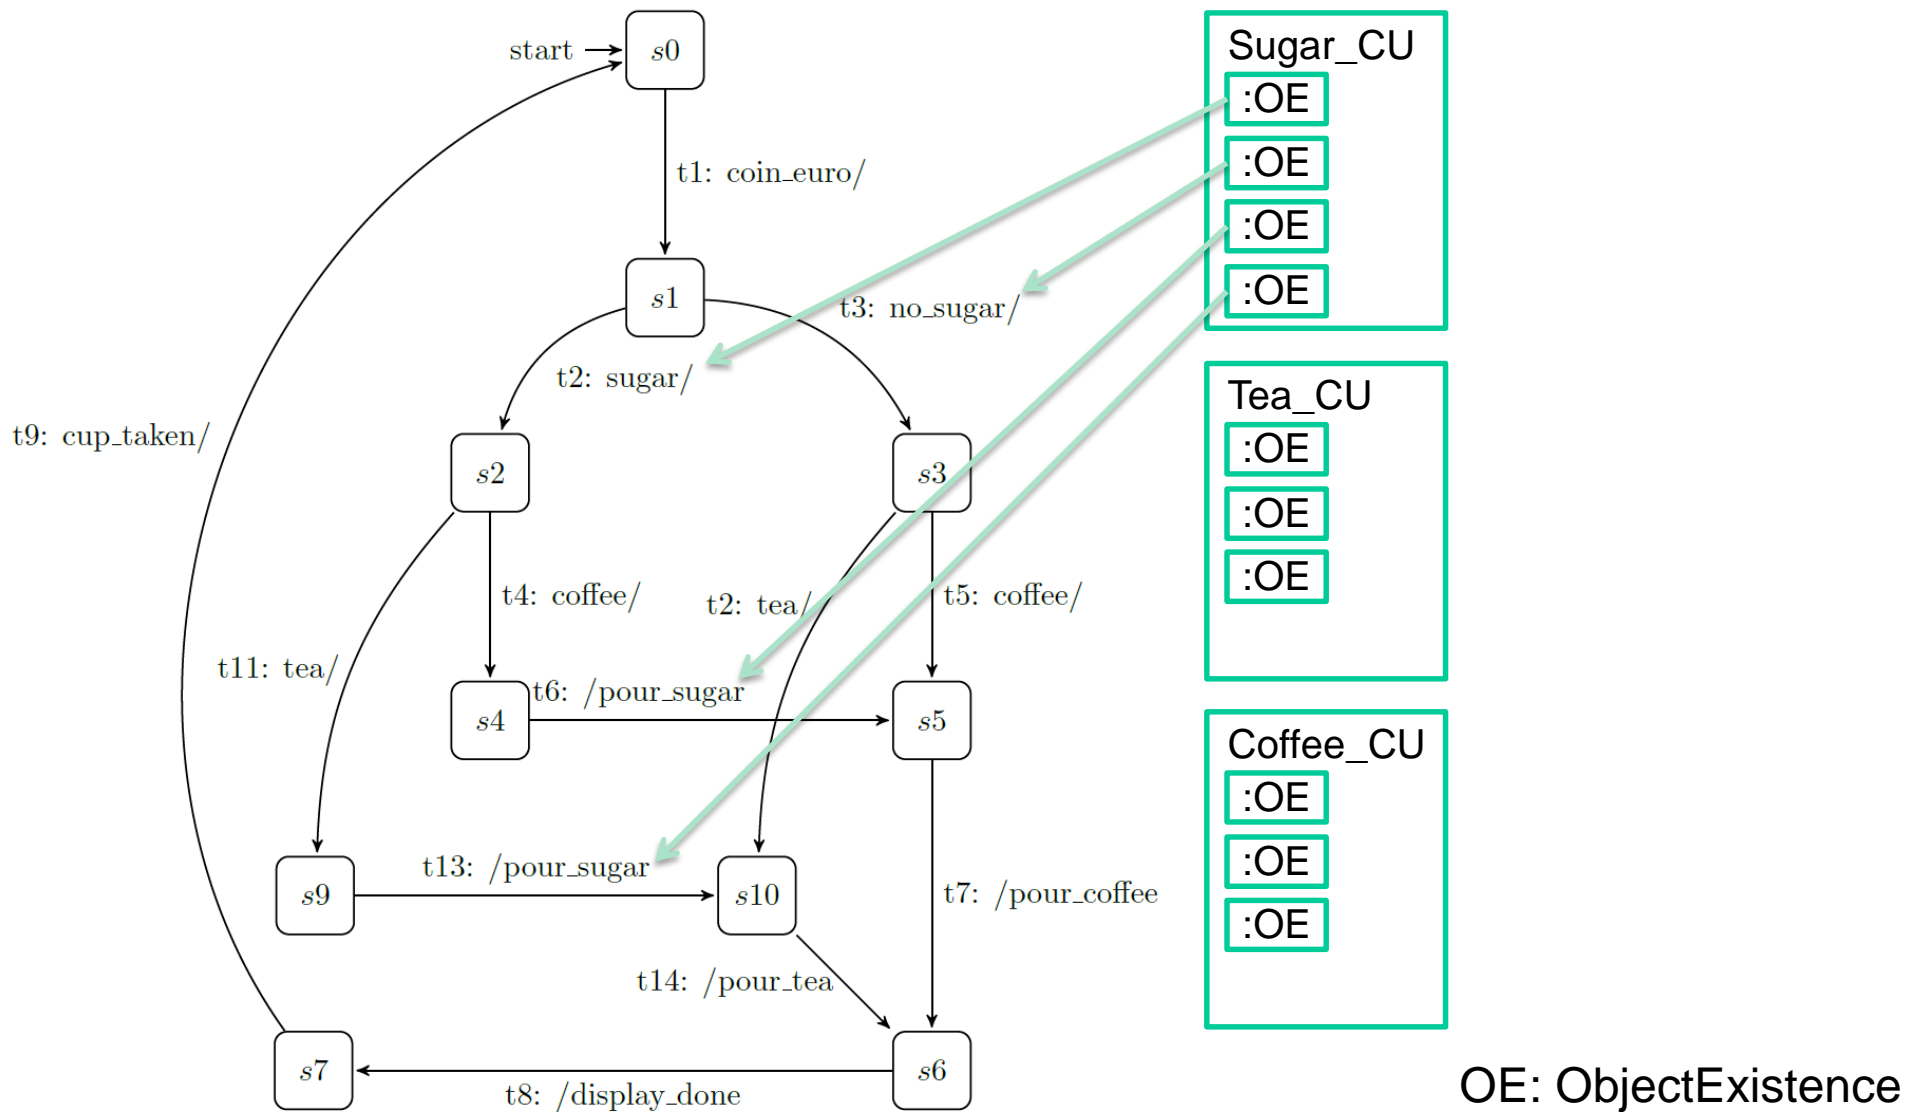 start
s0
t1: coin_euro/
s1
t3: no_sugar/
t2: sugar/
t9: cup_taken/
s2
s3
t4: coffee/
t2: tea/
t5: coffee/
t11: tea/
s4
t6: /pour_sugar
s5
t13: /pour_sugar
s9
s10
t7: /pour_coffee
t14: /pour_tea
s7
s6
t8: /display_done
Sugar_CU
:OE
:OE
:OE
:OE
Tea_CU
:OE
:OE
:OE
Coffee_CU
:OE
:OE
:OE
OE: ObjectExistence